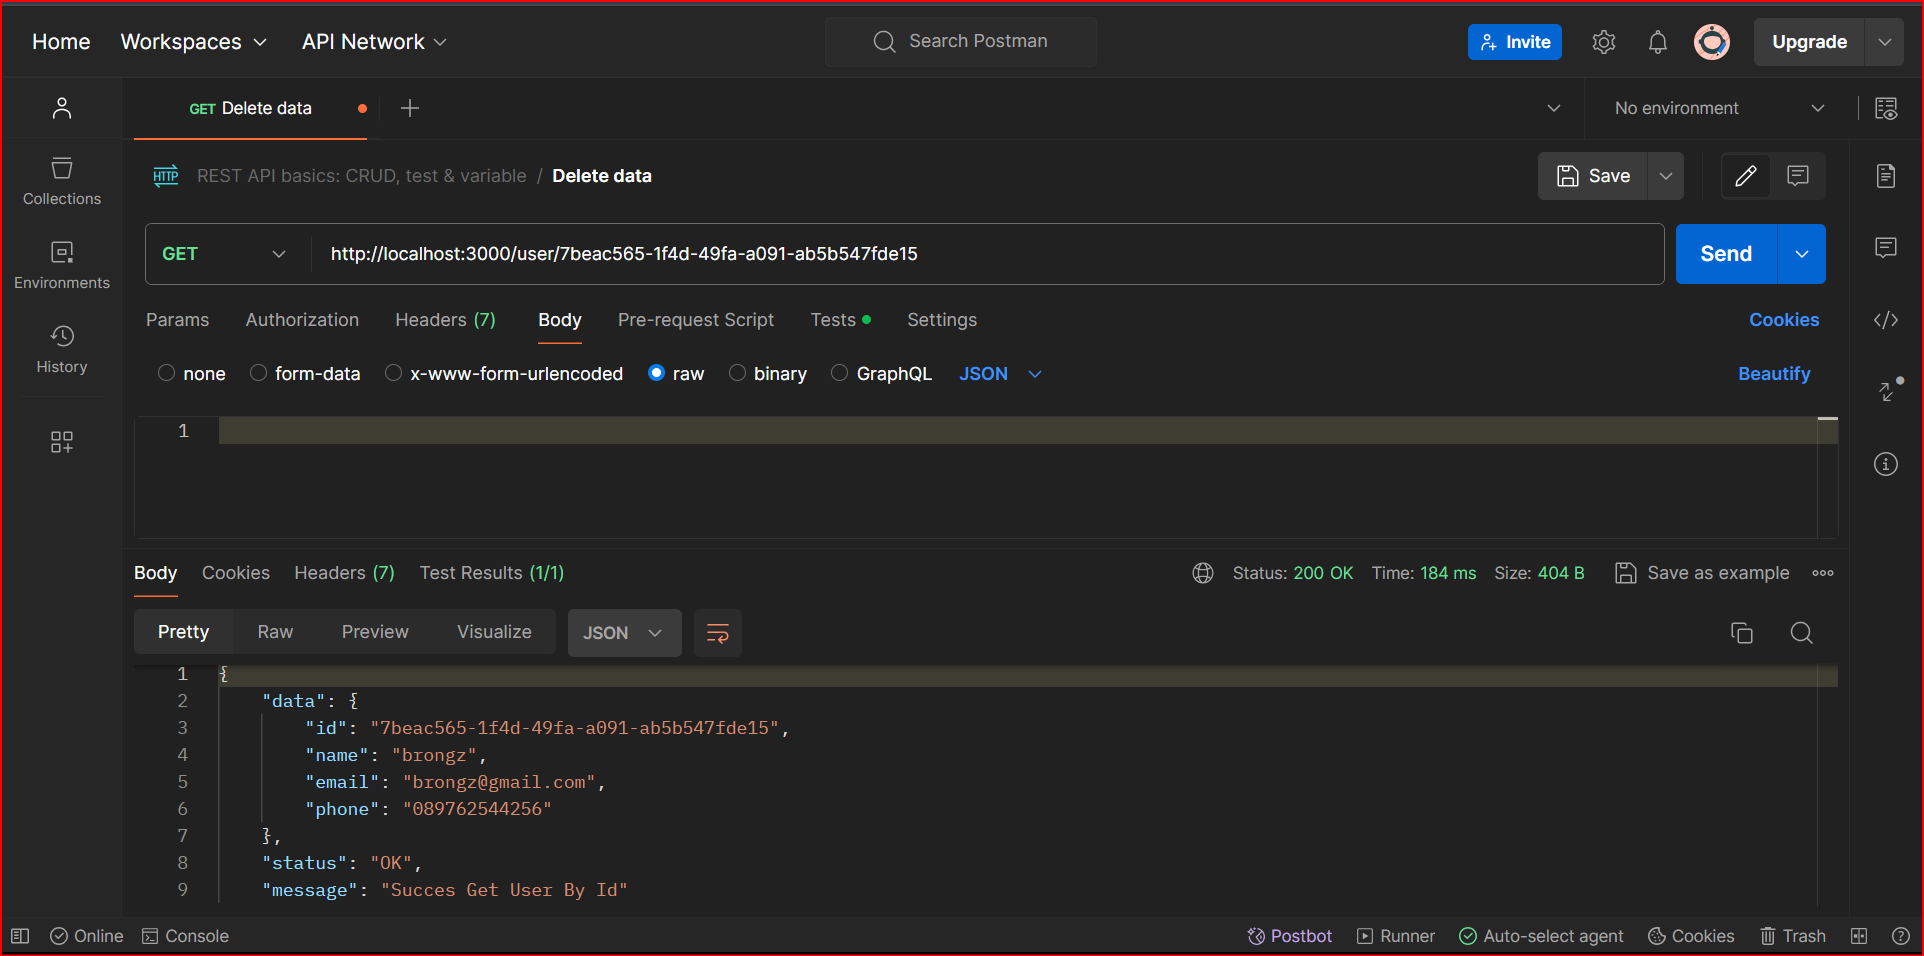 Home Workspaces API Network Search Postman Invite Upgrade
GET Delete data No environment
HTTP REST API basics: CRUD, test & variable / Delete data Save
Collections
GET http://localhost:3000/user/7beac565-1f4d-49fa-a091-ab5b547fde15 Send
Environments
Params Authorization Headers (7) Body Pre-request Script Tests Settings Cookies
History
none form-data x-www-form-urlencoded raw binary GraphQL JSON Beautify
1
Body Cookies Headers (7) Test Results (1/1) Status: 200 OK Time: 184 ms Size: 404 B Save as example
Pretty Raw Preview Visualize JSON
1 {
2 "data": {
3 "id": "7beac565-1f4d-49fa-a091-ab5b547fde15",
4 "name": "brongz",
5 "email": "brongz@gmail.com",
6 "phone": "089762544256"
7 },
8 "status": "OK",
9 "message": "Succes Get User By Id"
Online Console Postbot Runner Auto-select agent Cookies Trash